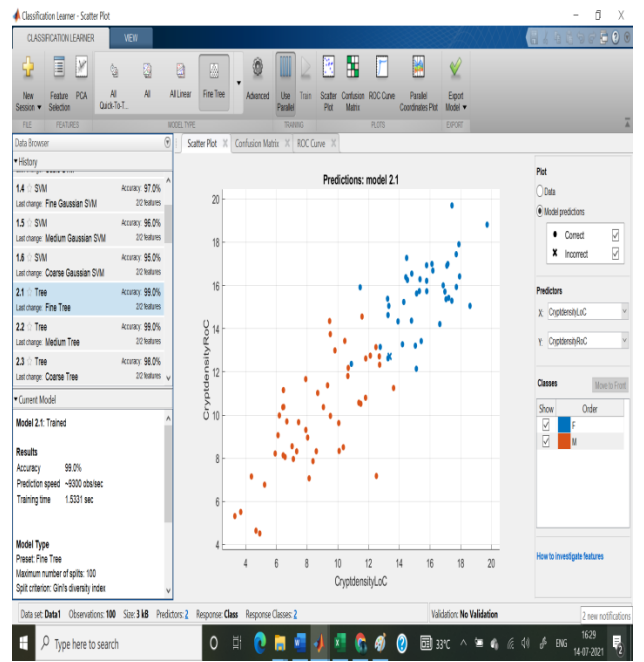 Classification Learner - Scatter Plot
CLASSIFICATION LEARNER VIEW
New Session Feature Selection PCA All Quick-To-T... All All Linear Fine Tree Advanced Use Parallel Train Scatter Plot Confusion Matrix ROC Curve Parallel Coordinates Plot Export Model
FILE FEATURES MODEL TYPE TRAINING PLOTS EXPORT
Data Browser
Scatter Plot Confusion Matrix ROC Curve
History
1.4 SVM Accuracy: 97.0%
Last change: Fine Gaussian SVM 2/2 features
1.5 SVM Accuracy: 96.0%
Last change: Medium Gaussian SVM 2/2 features
1.6 SVM Accuracy: 95.0%
Last change: Coarse Gaussian SVM 2/2 features
2.1 Tree Accuracy: 99.0%
Last change: Fine Tree 2/2 features
2.2 Tree Accuracy: 99.0%
Last change: Medium Tree 2/2 features
2.3 Tree Accuracy: 98.0%
Last change: Coarse Tree 2/2 features
Current Model
Model 2.1: Trained
Results
Accuracy 99.0%
Prediction speed ~9300 obs/sec
Training time 1.5331 sec
Model Type
Preset: Fine Tree
Maximum number of splits: 100
Split criterion: Gini's diversity index
Predictions: model 2.1
20
18
16
14
12
10
8
6
4
CryptdensityRoC
4 6 8 10 12 14 16 18 20
CryptdensityLoC
Plot
Data
Model predictions
Correct
Incorrect
Predictors
X: CryptdensityLoC
Y: CryptdensityRoC
Classes Move to Front
Show Order
F
M
How to investigate features
Data set: Data1 Observations: 100 Size: 3 kB Predictors: 2 Response: Class Response Classes: 2 Validation: No Validation
2 new notifications
Type here to search 33°C ENG 16:29
14-07-2021 2